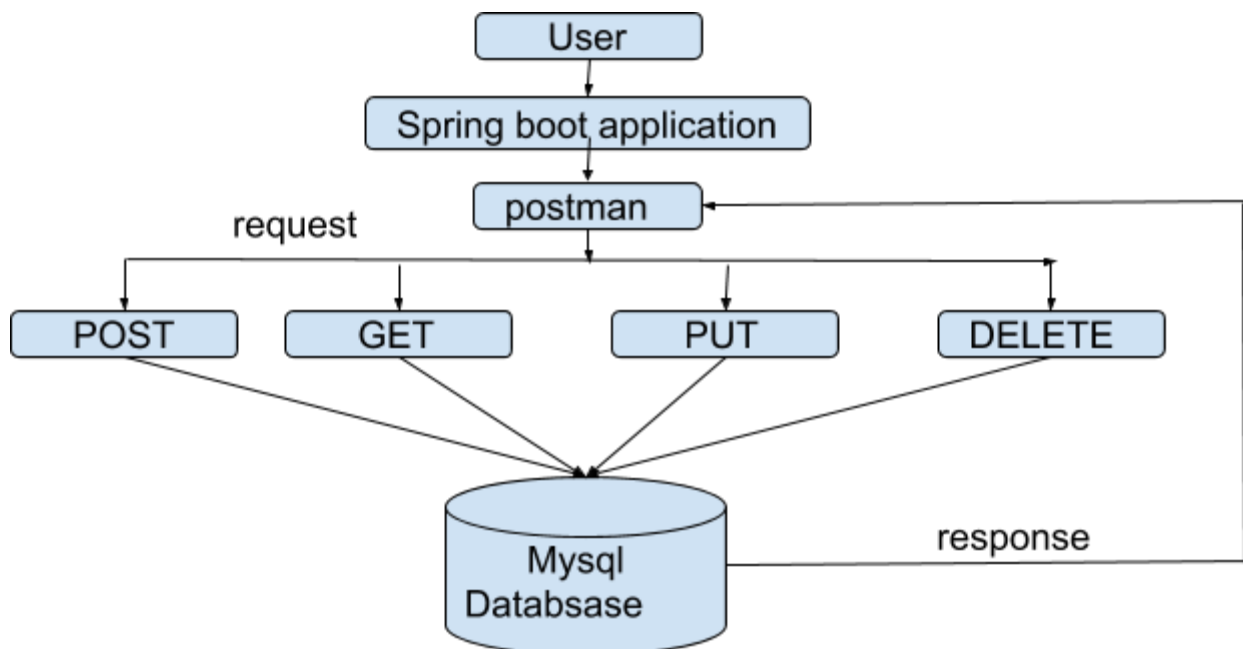 User
Spring boot application
postman
request
POST
GET
PUT
DELETE
Mysql
Databsase
response